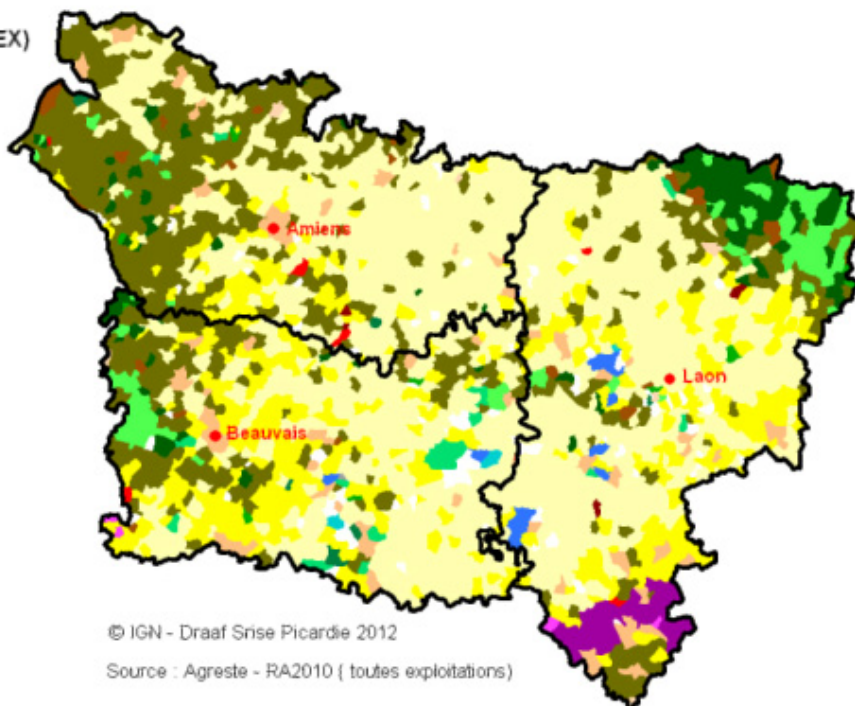 EX)
Amiens
Laon
Beauvais
© IGN - Draaf Srise Picardie 2012
Source : Agreste - RA2010 ( toutes exploitations)